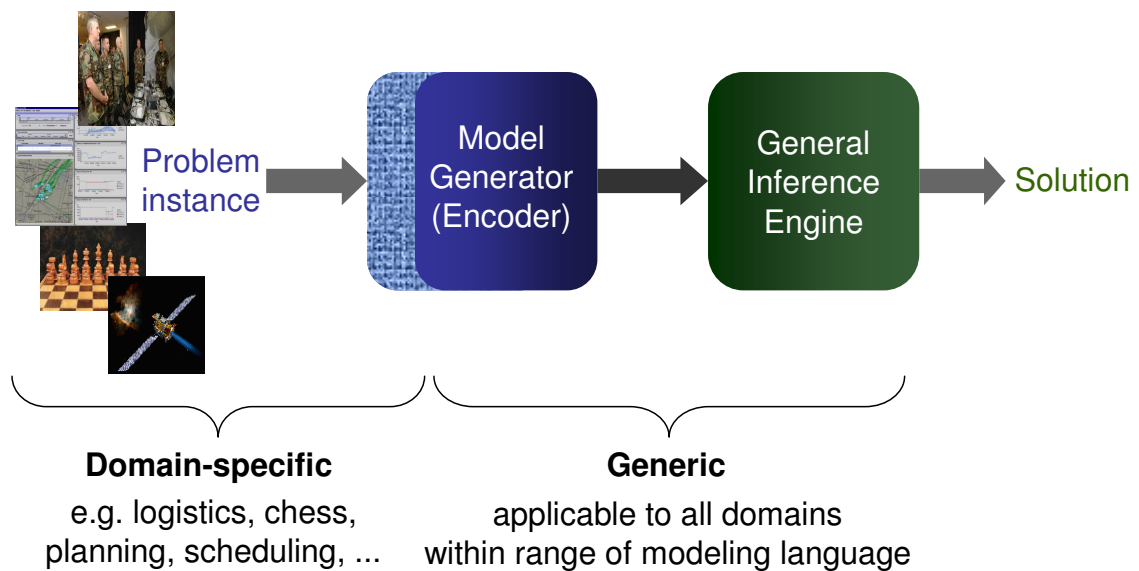 Problem
instance
Model
Generator
(Encoder)
General
Inference
Engine
Solution
Domain-specific
e.g. logistics, chess,
planning, scheduling, ...
Generic
applicable to all domains
within range of modeling language